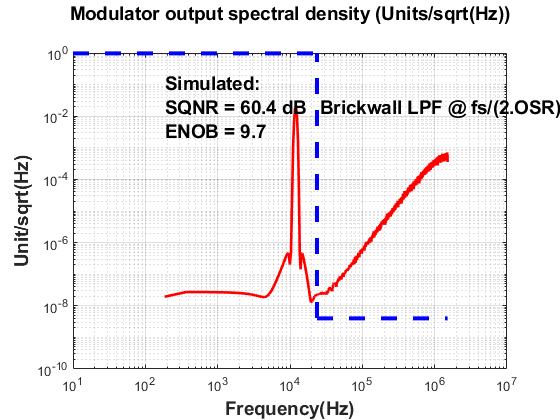 Modulator output spectral density (Units/sqrt(Hz))
Unit/sqrt(Hz)
10^0
10^-2
10^-4
10^-6
10^-8
10^-10
Simulated:
SQNR = 60.4 dB Brickwall LPF @ fs/(2.OSR)
ENOB = 9.7
10^1 10^2 10^3 10^4 10^5 10^6 10^7
Frequency(Hz)